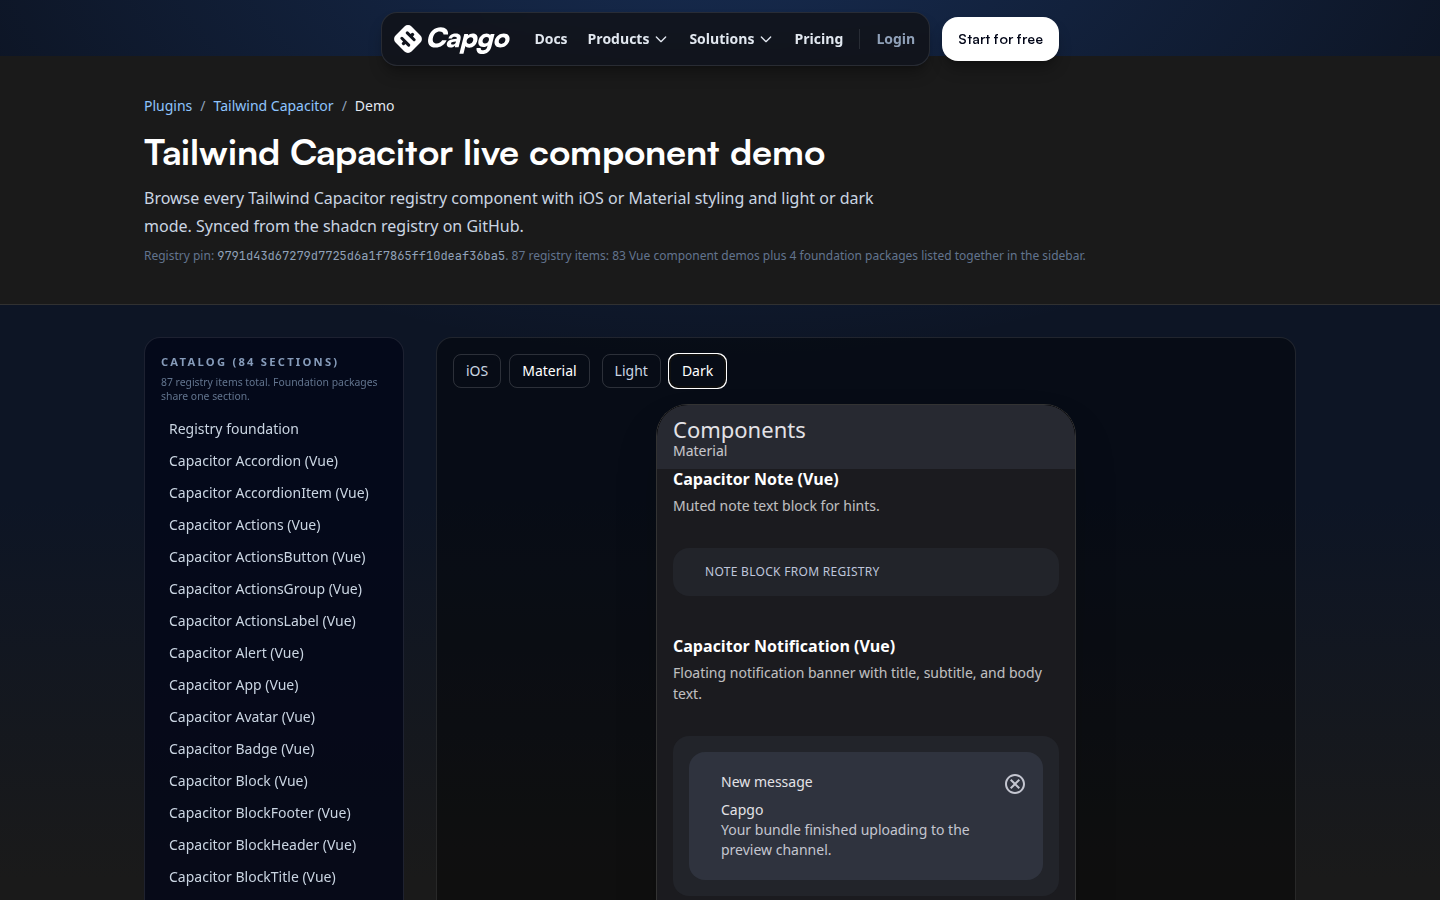 Capgo
Docs
Products
Solutions
Pricing
Login
Start for free
Plugins / Tailwind Capacitor / Demo
Tailwind Capacitor live component demo
Browse every Tailwind Capacitor registry component with iOS or Material styling and light or dark
mode. Synced from the shadcn registry on GitHub.
Registry pin: 9791d43d67279d7725d6a1f7865ff10deaf36ba5. 87 registry items: 83 Vue component demos plus 4 foundation packages listed together in the sidebar.
CATALOG (84 SECTIONS)
87 registry items total. Foundation packages
share one section.
Registry foundation
Capacitor Accordion (Vue)
Capacitor AccordionItem (Vue)
Capacitor Actions (Vue)
Capacitor ActionsButton (Vue)
Capacitor ActionsGroup (Vue)
Capacitor ActionsLabel (Vue)
Capacitor Alert (Vue)
Capacitor App (Vue)
Capacitor Avatar (Vue)
Capacitor Badge (Vue)
Capacitor Block (Vue)
Capacitor BlockFooter (Vue)
Capacitor BlockHeader (Vue)
Capacitor BlockTitle (Vue)
iOS
Material
Light
Dark
Components
Material
Capacitor Note (Vue)
Muted note text block for hints.
NOTE BLOCK FROM REGISTRY
Capacitor Notification (Vue)
Floating notification banner with title, subtitle, and body
text.
New message
Capgo
Your bundle finished uploading to the
preview channel.